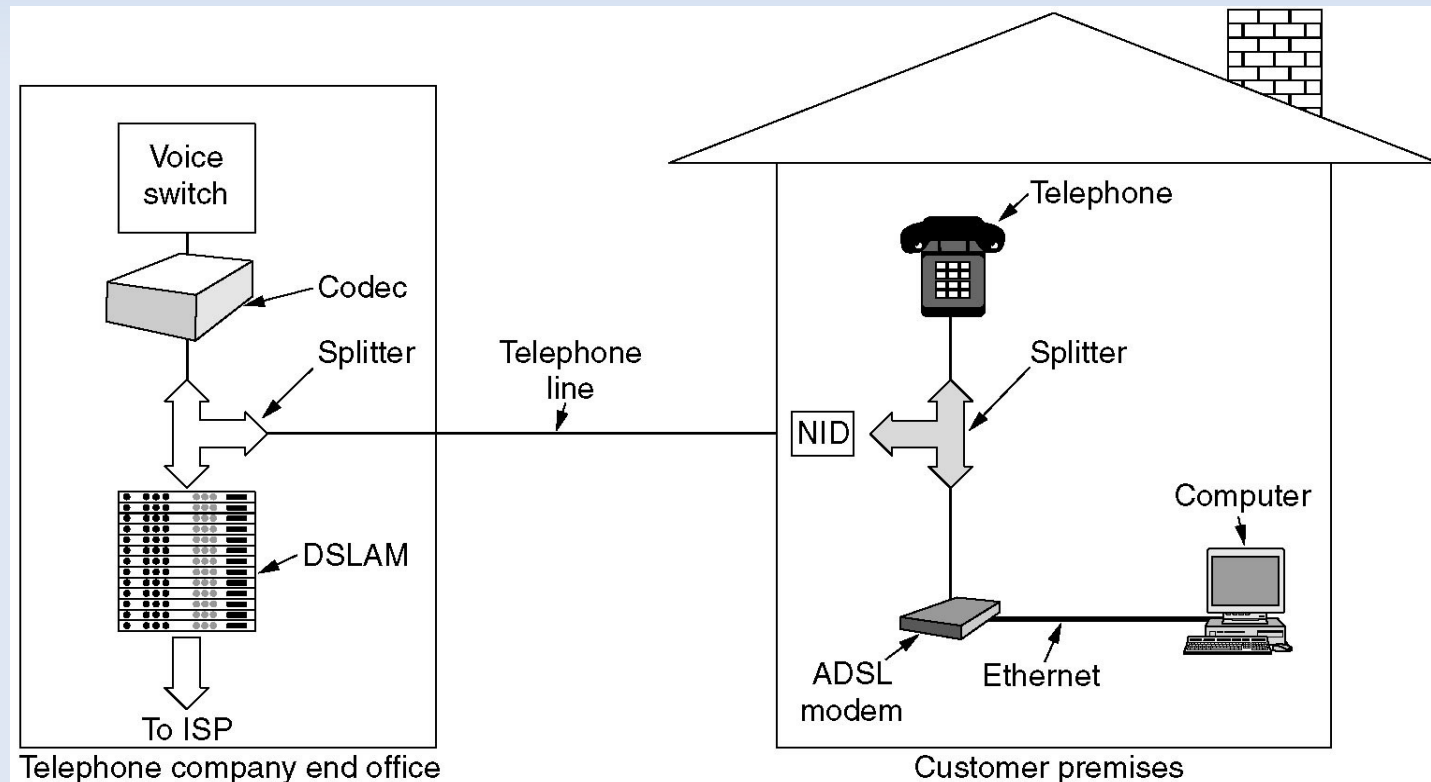 Voice
switch
Codec
Splitter
DSLAM
To ISP
Telephone company end office
Telephone
line
Telephone
Splitter
NID
Computer
ADSL
modem
Ethernet
Customer premises